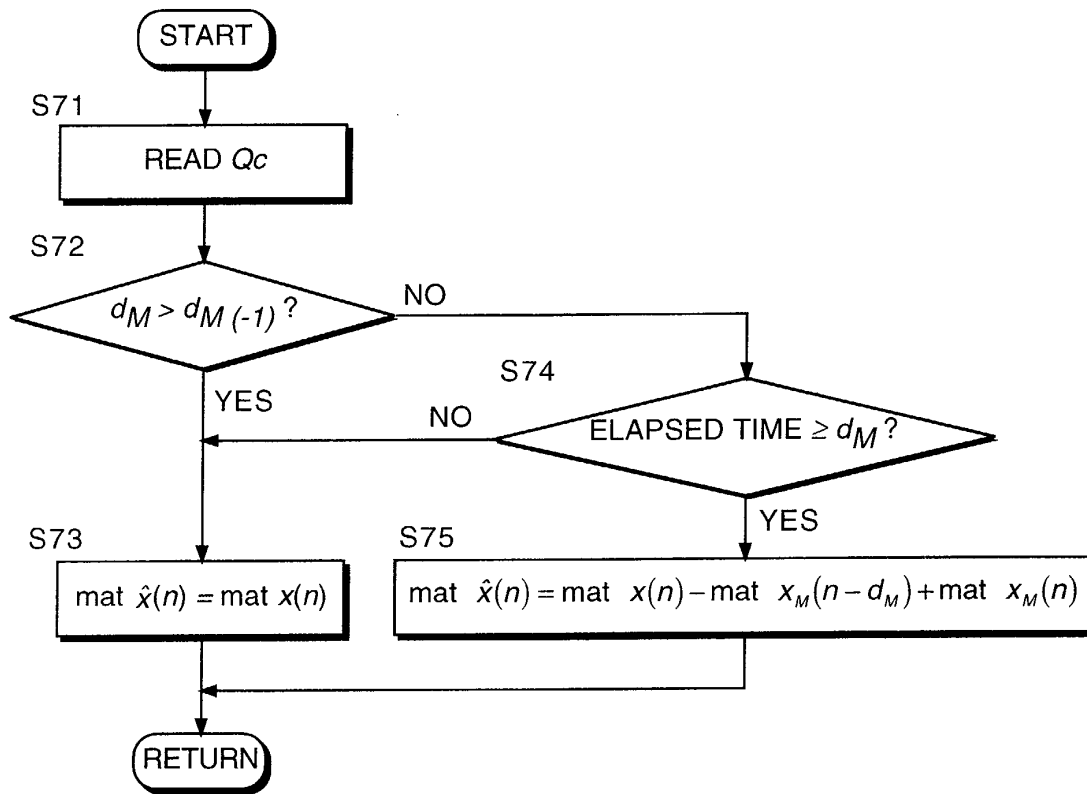 START
S71
READ Qc
S72
d_M > d_M (-1) ?
NO
S74
YES
NO
ELAPSED TIME ≥ d_M ?
YES
S73
S75
mat x̂(n) = mat x(n)
mat x̂(n) = mat x(n) − mat x_M(n − d_M) + mat x_M(n)
RETURN